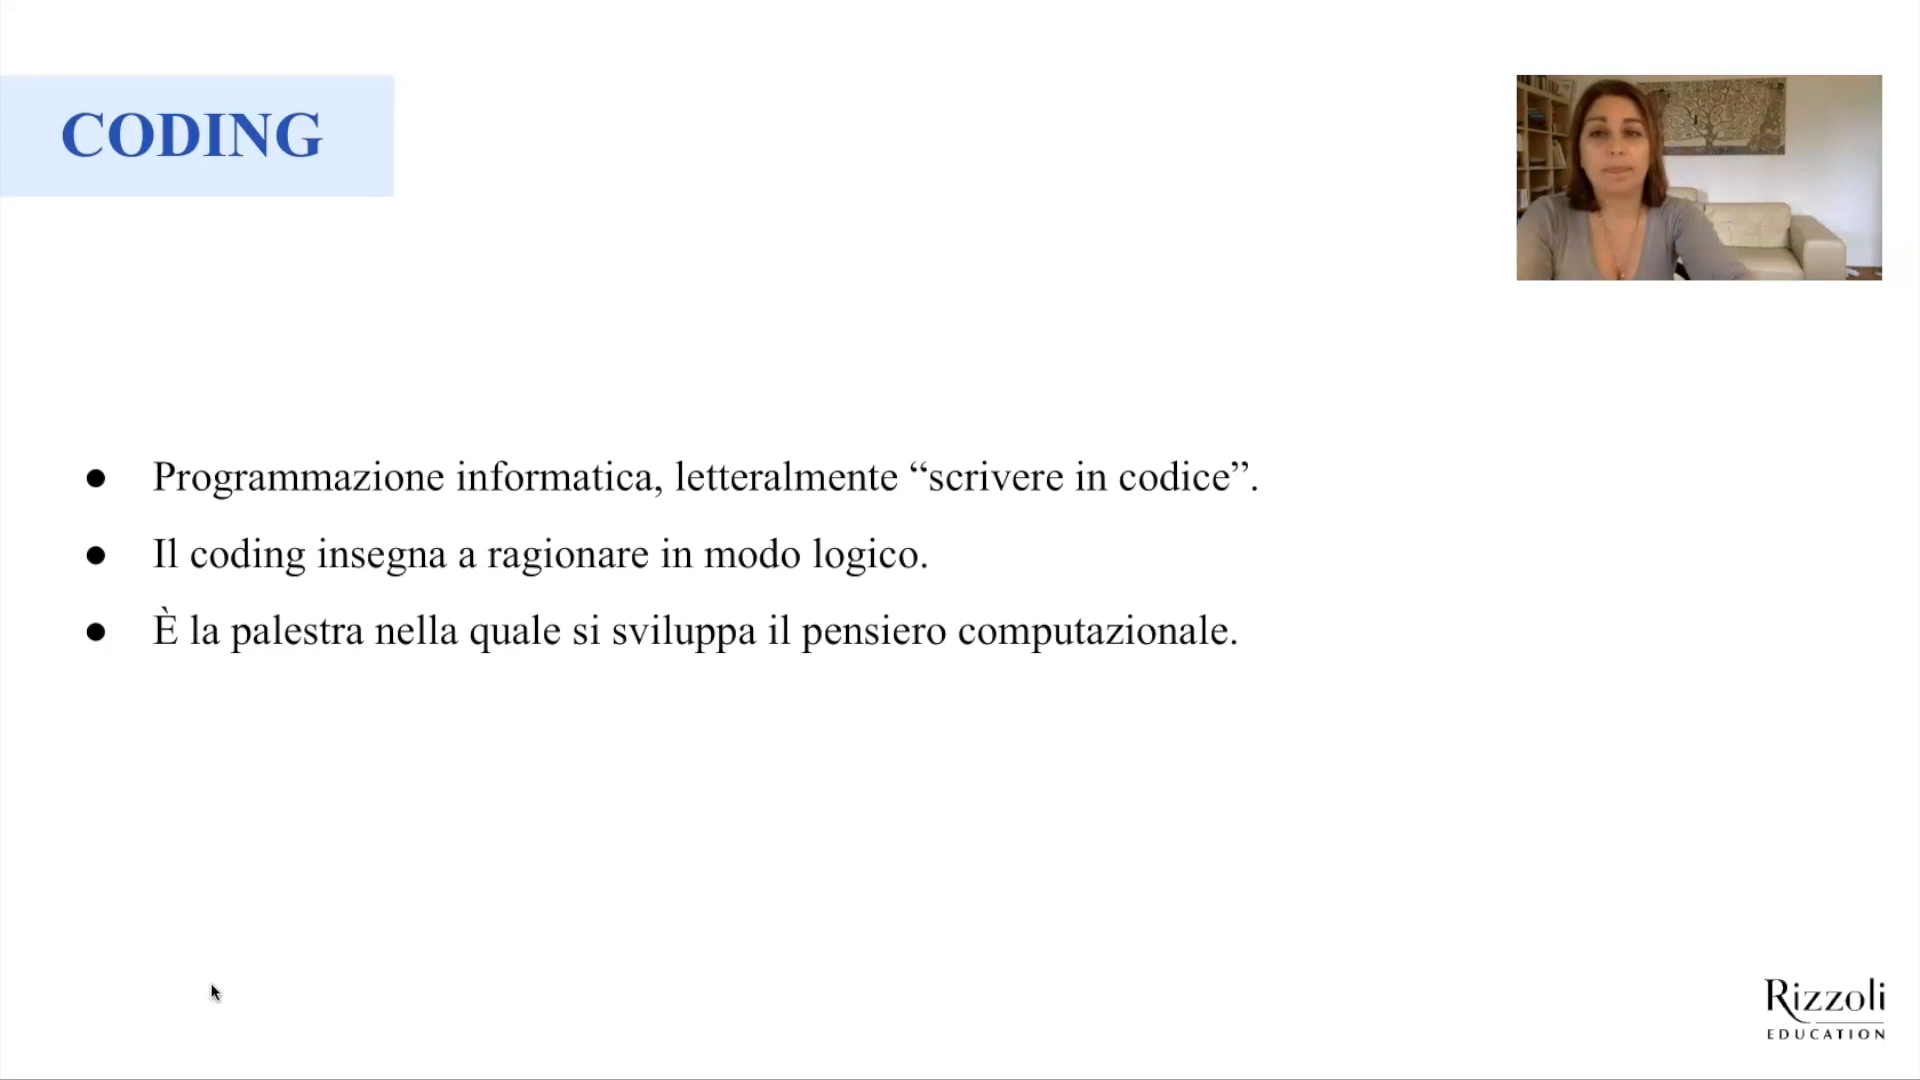 CODING
● Programmazione informatica, letteralmente “scrivere in codice”.
● Il coding insegna a ragionare in modo logico.
● È la palestra nella quale si sviluppa il pensiero computazionale.
Rizzoli
EDUCATION